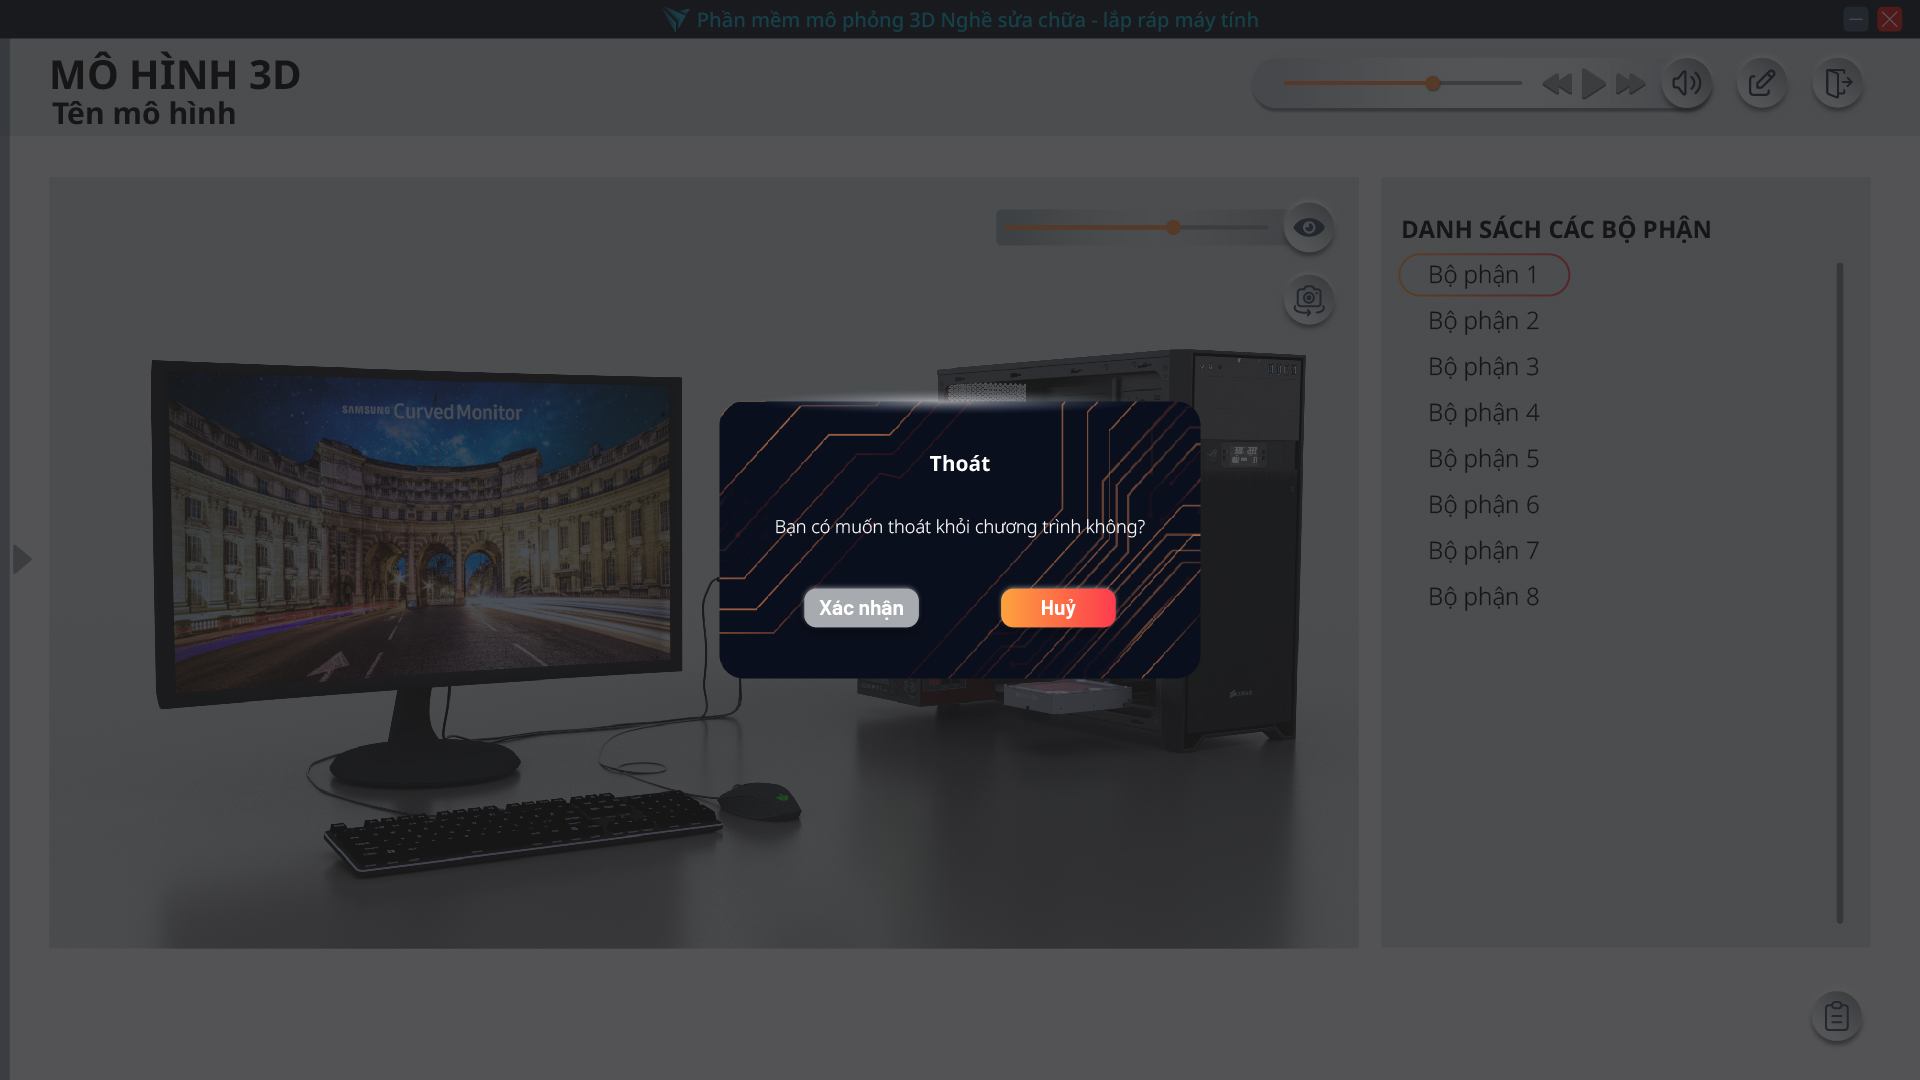 Phần mềm mô phỏng 3D Nghề sửa chữa - lắp ráp máy tính
MÔ HÌNH 3D
Tên mô hình
DANH SÁCH CÁC BỘ PHẬN
Bộ phận 1
Bộ phận 2
Bộ phận 3
Bộ phận 4
Bộ phận 5
Bộ phận 6
Bộ phận 7
Bộ phận 8
SAMSUNG Curved Monitor
Thoát
Bạn có muốn thoát khỏi chương trình không?
Xác nhận
Huỷ